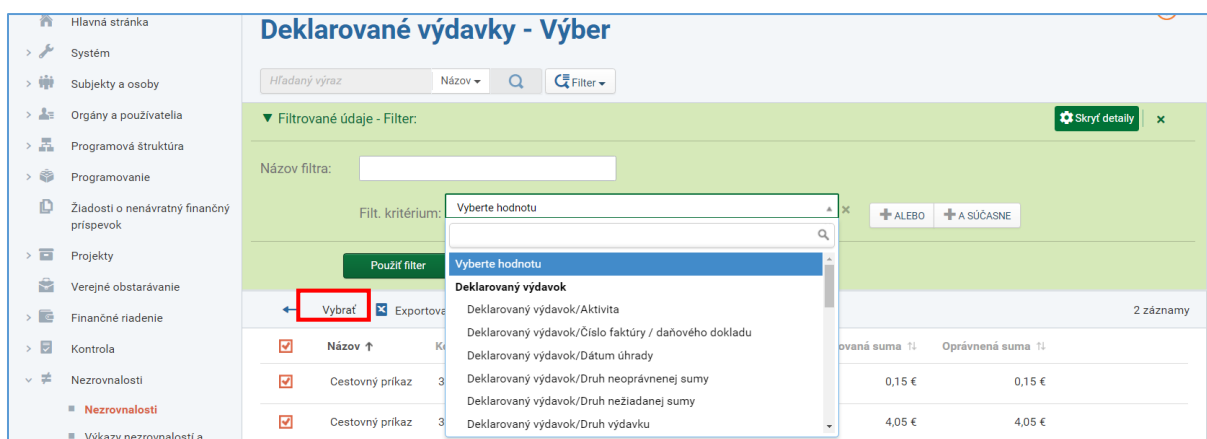 Hlavná stránka
Systém
Subjekty a osoby
Orgány a používatelia
Programová štruktúra
Programovanie
Žiadosti o nenávratný finančný
príspevok
Projekty
Verejné obstarávanie
Finančné riadenie
Kontrola
Nezrovnalosti
Nezrovnalosti
Výkazy nezrovnalostí a
Deklarované výdavky - Výber
Hľadaný výraz Názov Filter
Filtrované údaje - Filter: Skryť detaily
Názov filtra:
Filt. kritérium: Vyberte hodnotu ALEBO A SÚČASNE
Použiť filter
Vyberte hodnotu
Deklarovaný výdavok
Deklarovaný výdavok/Aktivita
Deklarovaný výdavok/Číslo faktúry / daňového dokladu
Deklarovaný výdavok/Dátum úhrady
Deklarovaný výdavok/Druh neoprávnenej sumy
Deklarovaný výdavok/Druh nežiadanej sumy
Deklarovaný výdavok/Druh výdavku
Vybrať Exportova 2 záznamy
Názov ovaná suma Oprávnená suma
Cestovný príkaz 3 0,15 € 0,15 €
Cestovný príkaz 3 4,05 € 4,05 €